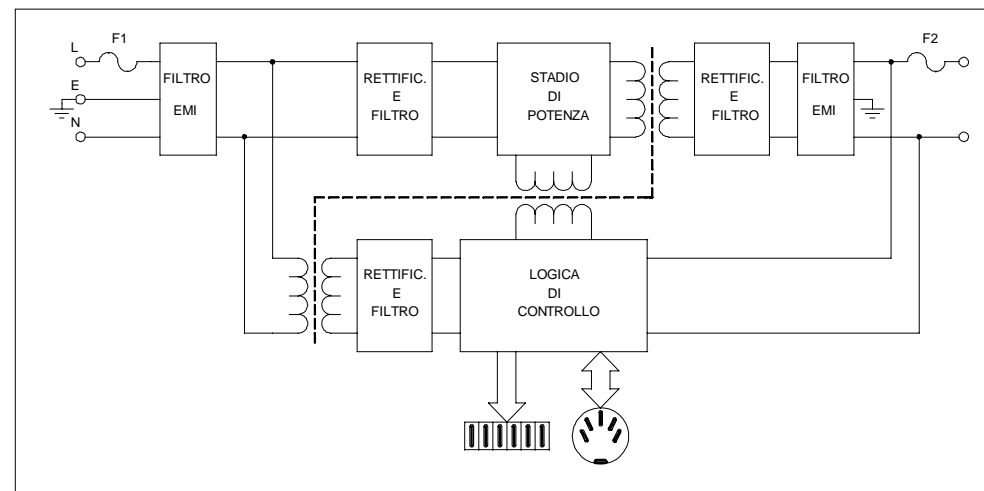 L
F1
E
N
FILTRO
EMI
RETTIFIC.
E
FILTRO
STADIO
DI
POTENZA
RETTIFIC.
E
FILTRO
FILTRO
EMI
F2
RETTIFIC.
E
FILTRO
LOGICA
DI
CONTROLLO